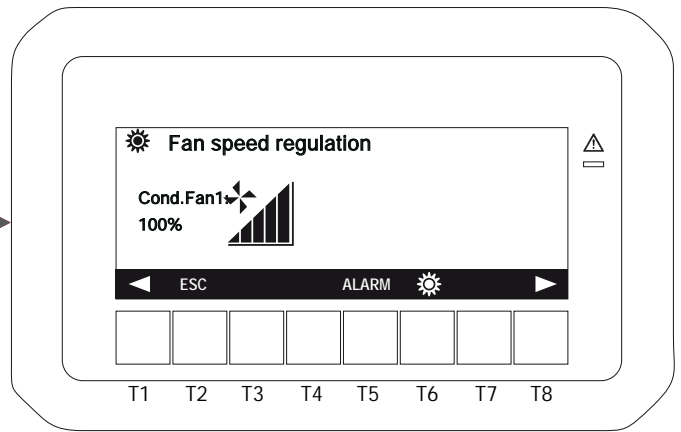 Fan speed regulation
Cond.Fan1:
100%
ESC ALARM
T1 T2 T3 T4 T5 T6 T7 T8